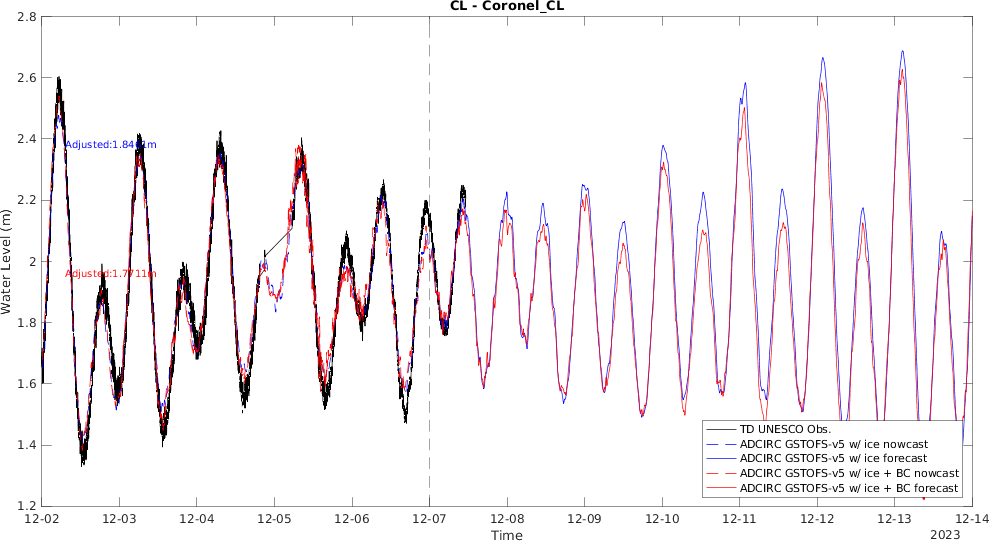 CL - Coronel_CL
2.8
2.6
2.4
2.2
2
1.8
1.6
1.4
1.2
Water Level (m)
Adjusted:1.8461m
Adjusted:1.7711m
TD UNESCO Obs.
ADCIRC GSTOFS-v5 w/ ice nowcast
ADCIRC GSTOFS-v5 w/ ice forecast
ADCIRC GSTOFS-v5 w/ ice + BC nowcast
ADCIRC GSTOFS-v5 w/ ice + BC forecast
12-02 12-03 12-04 12-05 12-06 12-07 12-08 12-09 12-10 12-11 12-12 12-13 12-14
Time
2023